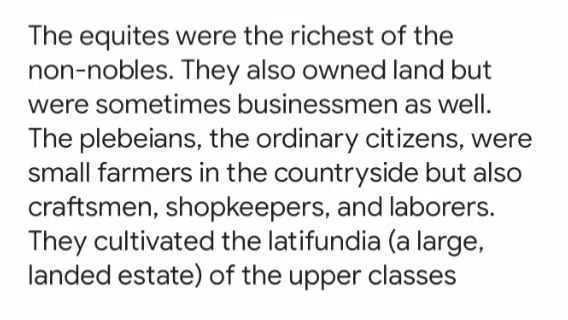 The equites were the richest of the
non-nobles. They also owned land but
were sometimes businessmen as well.
The plebeians, the ordinary citizens, were
small farmers in the countryside but also
craftsmen, shopkeepers, and laborers.
They cultivated the latifundia (a large,
landed estate) of the upper classes